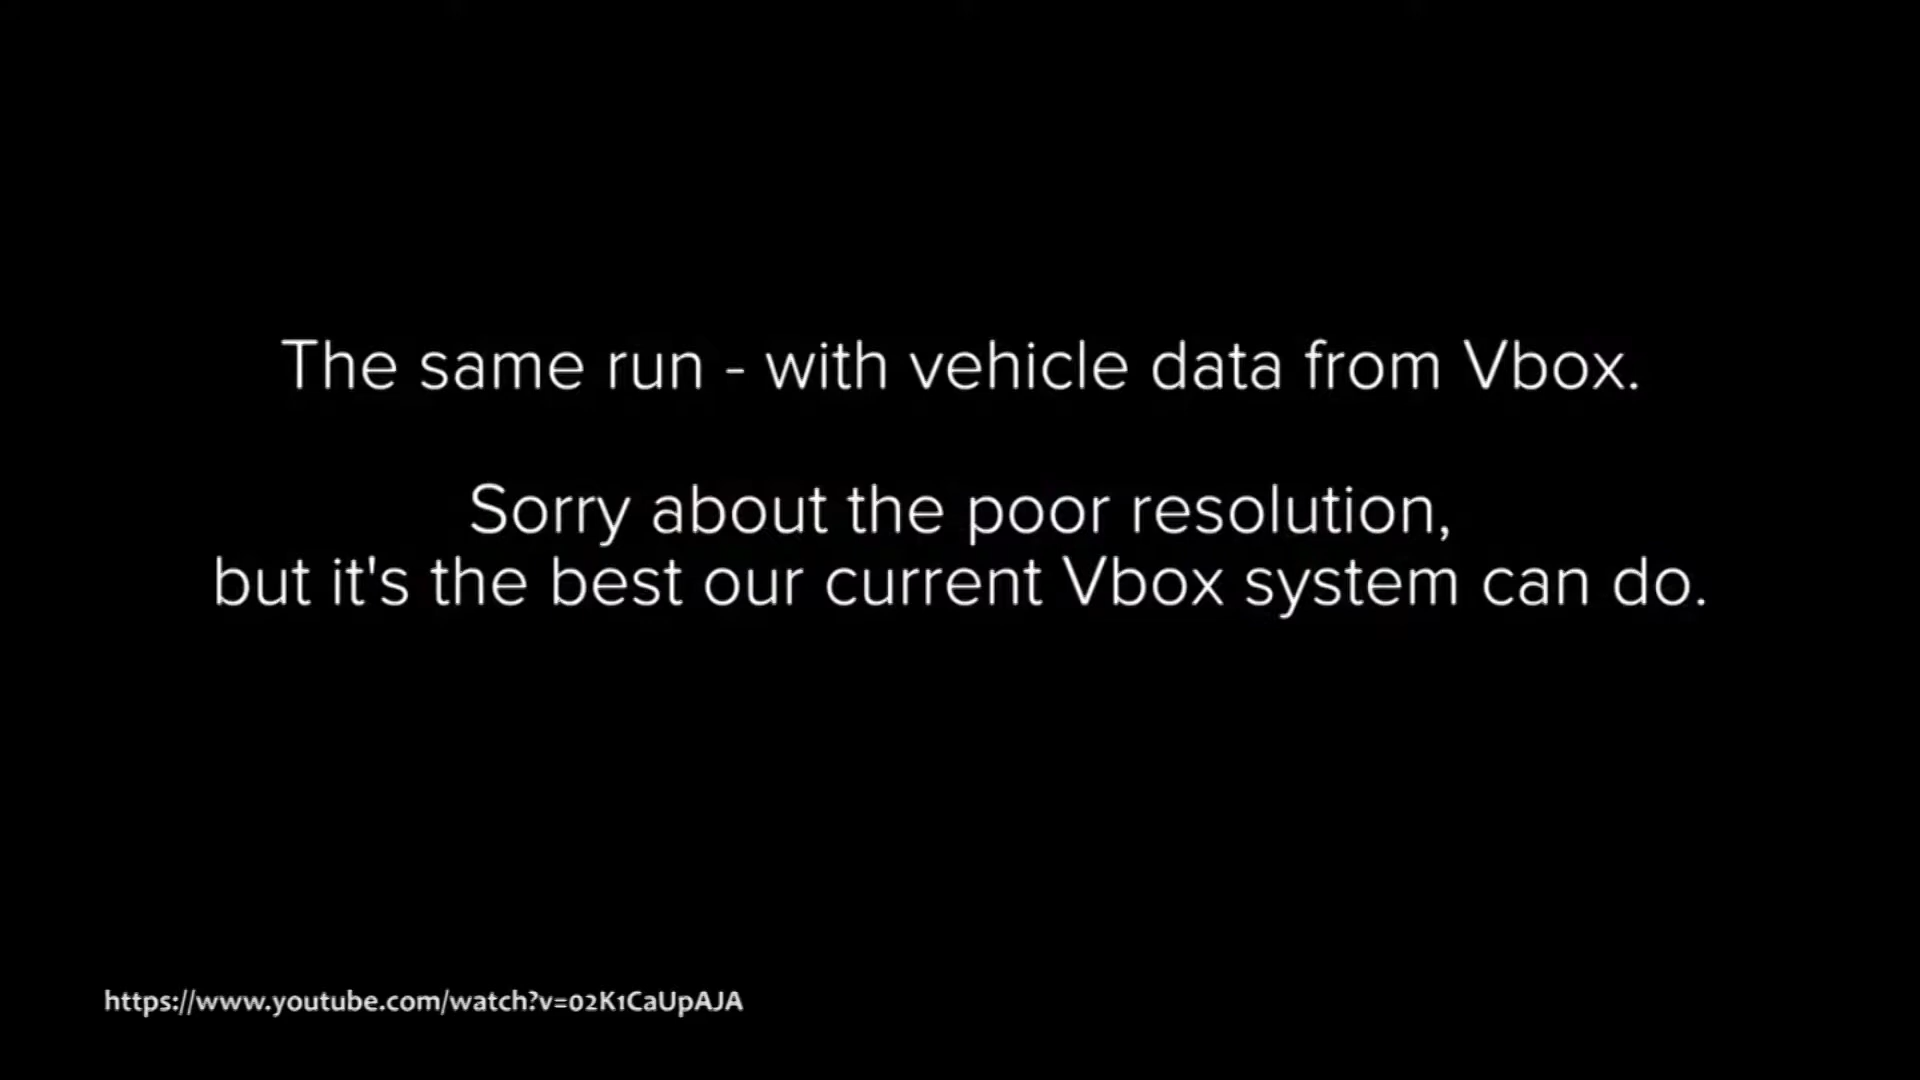 The same run - with vehicle data from Vbox.
Sorry about the poor resolution,
but it's the best our current Vbox system can do.
https://www.youtube.com/watch?v=02K1CaUpAJA